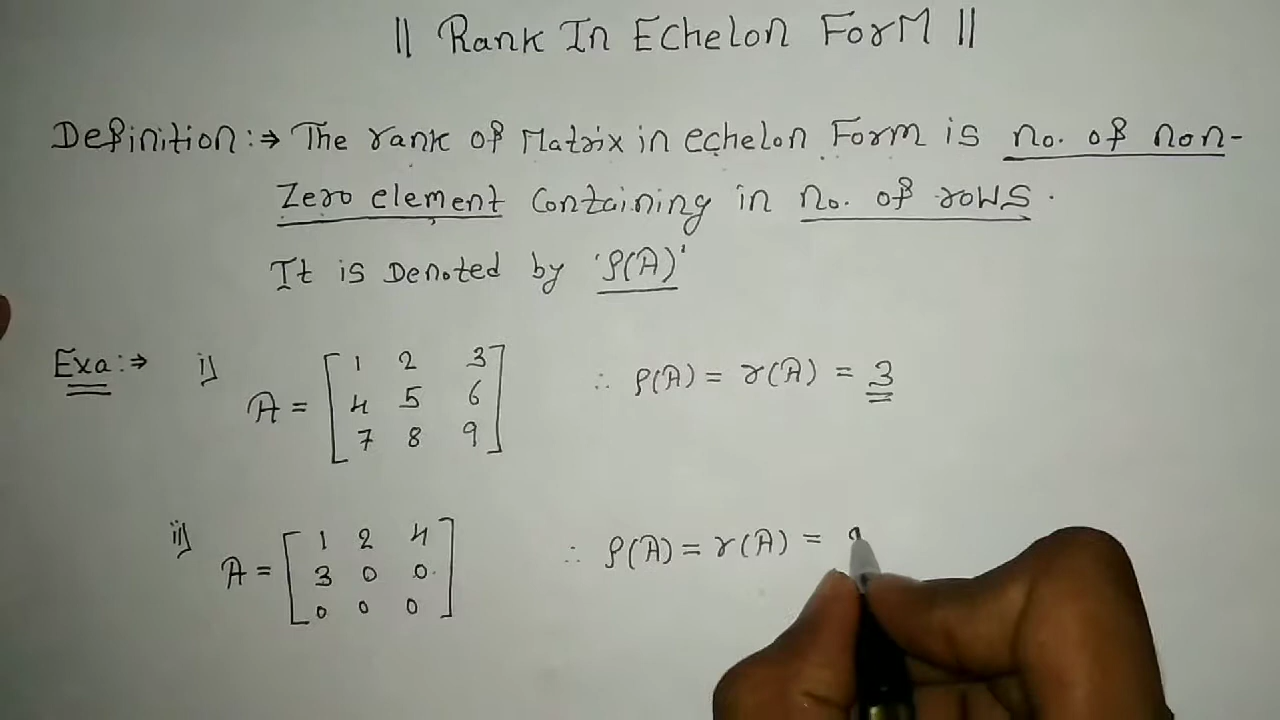 || Rank In Echelon Form ||
Definition:⇒ The rank of Matrix in echelon Form is no. of non-
Zero element Containing in no. of rows.
It is Denoted by 'ρ(A)'
Exa:⇒ i)
A = [1 2 3
4 5 6
7 8 9]
∴ ρ(A) = r(A) = 3
ii)
A = [1 2 4
3 0 0
0 0 0]
∴ ρ(A) = r(A) =